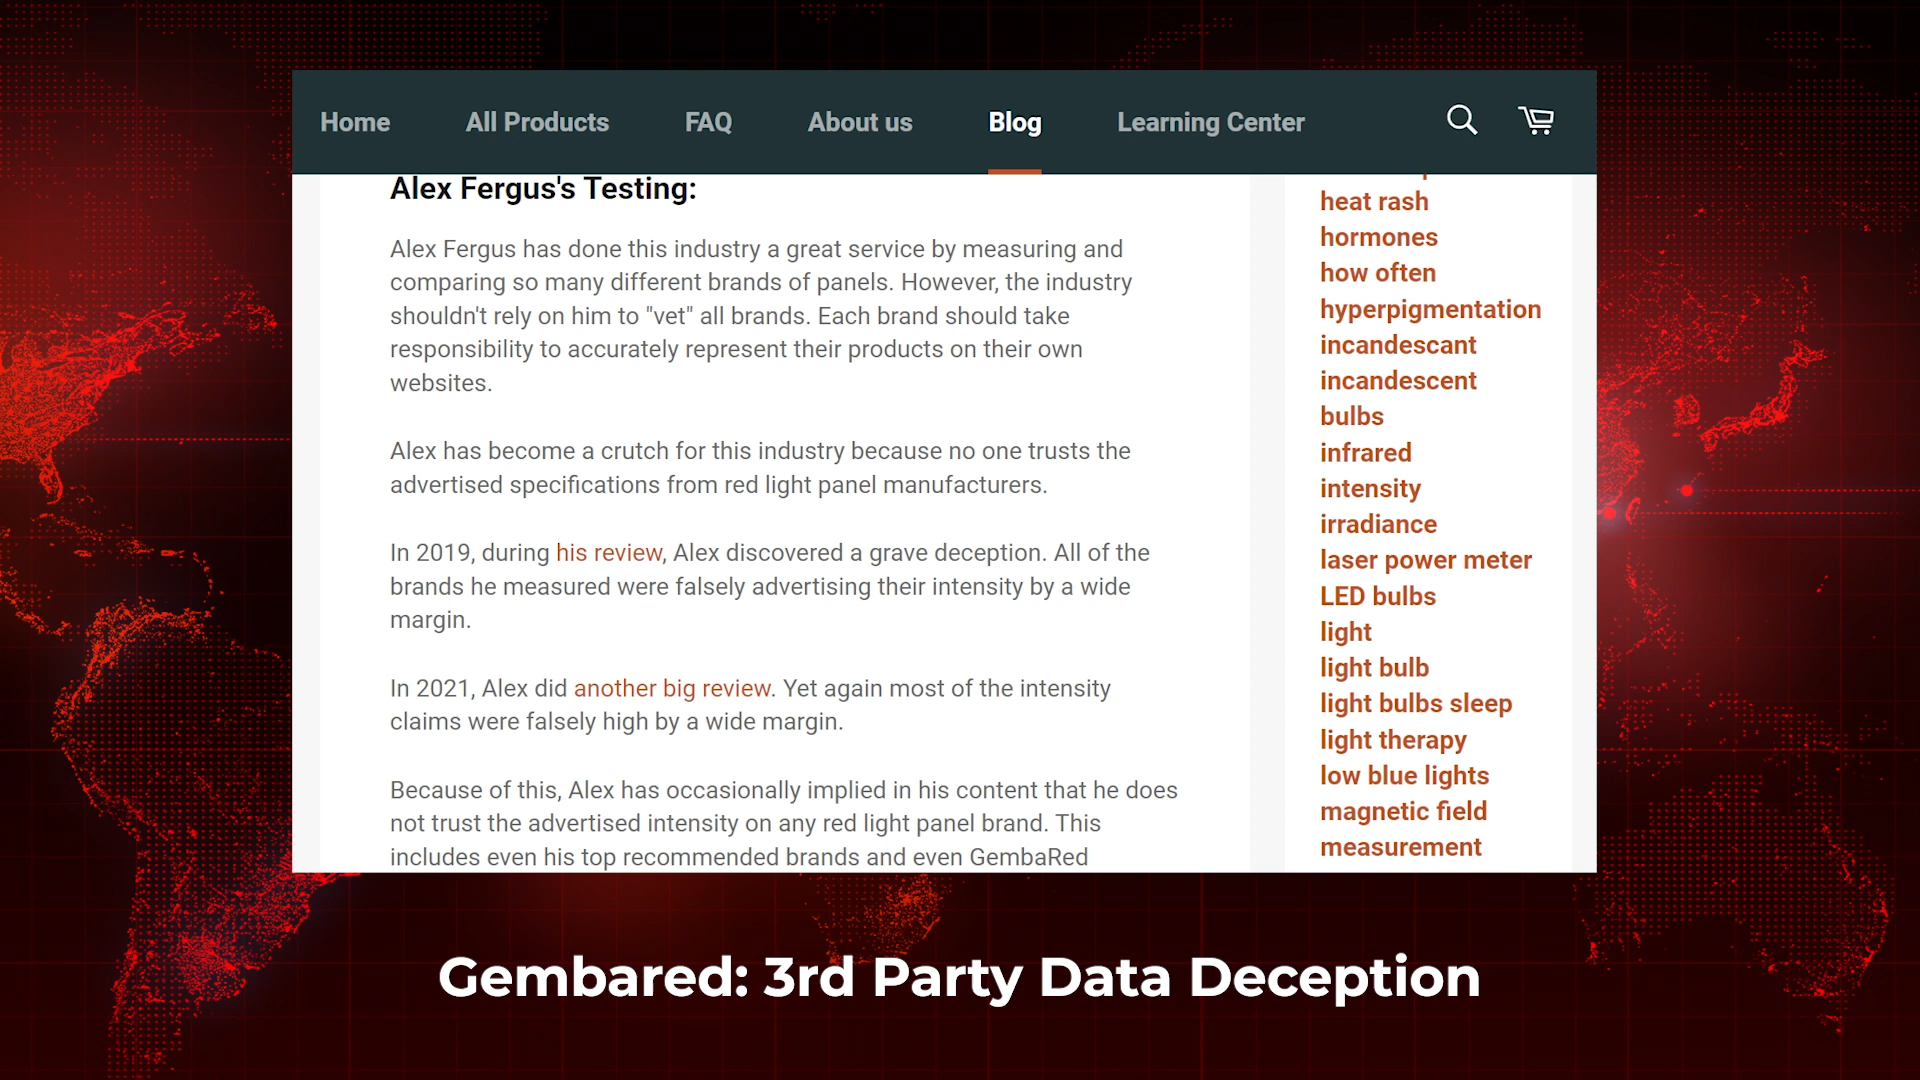 Home All Products FAQ About us Blog Learning Center
Alex Fergus's Testing:
Alex Fergus has done this industry a great service by measuring and
comparing so many different brands of panels. However, the industry
shouldn't rely on him to "vet" all brands. Each brand should take
responsibility to accurately represent their products on their own
websites.
Alex has become a crutch for this industry because no one trusts the
advertised specifications from red light panel manufacturers.
In 2019, during his review, Alex discovered a grave deception. All of the
brands he measured were falsely advertising their intensity by a wide
margin.
In 2021, Alex did another big review. Yet again most of the intensity
claims were falsely high by a wide margin.
Because of this, Alex has occasionally implied in his content that he does
not trust the advertised intensity on any red light panel brand. This
includes even his top recommended brands and even GembaRed
heat rash
hormones
how often
hyperpigmentation
incandescant
incandescent
bulbs
infrared
intensity
irradiance
laser power meter
LED bulbs
light
light bulb
light bulbs sleep
light therapy
low blue lights
magnetic field
measurement
Gembared: 3rd Party Data Deception